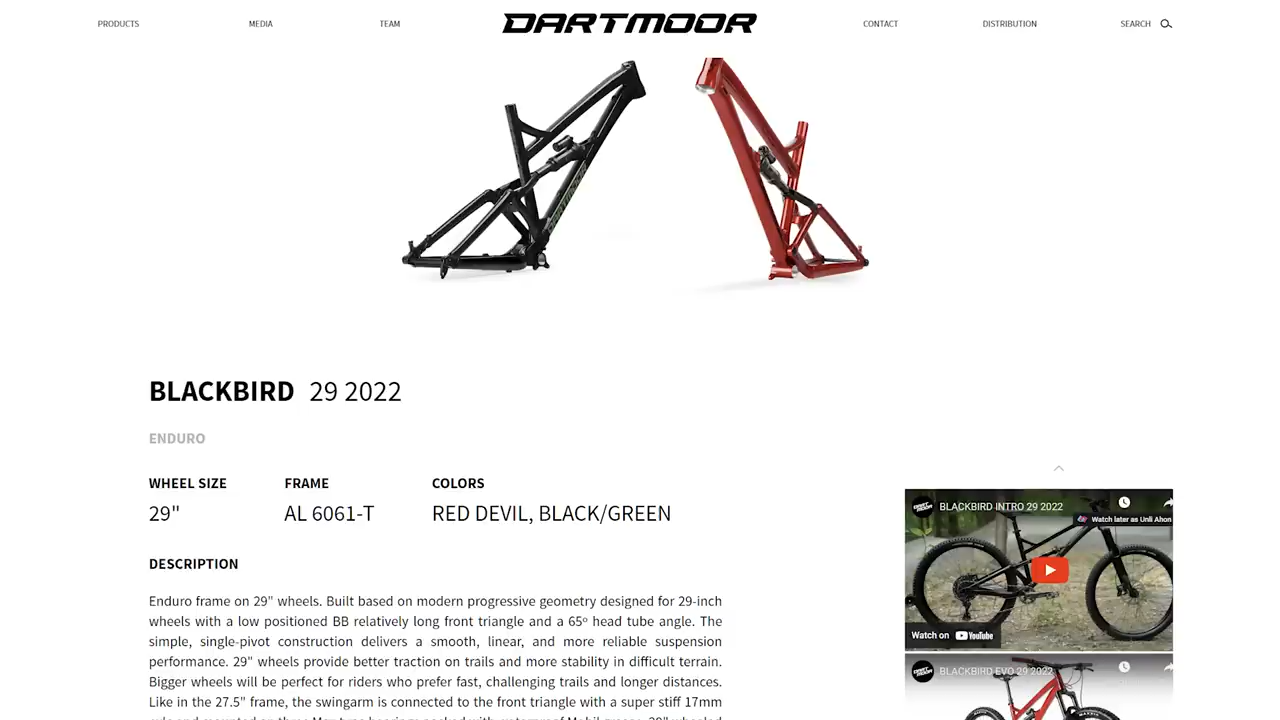 PRODUCTS MEDIA TEAM DARTMOOR CONTACT DISTRIBUTION SEARCH
DARTMOOR
BLACKBIRD 29 2022
ENDURO
WHEEL SIZE FRAME COLORS
29" AL 6061-T RED DEVIL, BLACK/GREEN
DESCRIPTION
Enduro frame on 29" wheels. Built based on modern progressive geometry designed for 29-inch
wheels with a low positioned BB relatively long front triangle and a 65º head tube angle. The
simple, single-pivot construction delivers a smooth, linear, and more reliable suspension
performance. 29" wheels provide better traction on trails and more stability in difficult terrain.
Bigger wheels will be perfect for riders who prefer fast, challenging trails and longer distances.
Like in the 27.5" frame, the swingarm is connected to the front triangle with a super stiff 17mm
BLACKBIRD INTRO 29 2022
Watch later as Unli Ahon
Watch on YouTube
BLACKBIRD EVO 29 2022